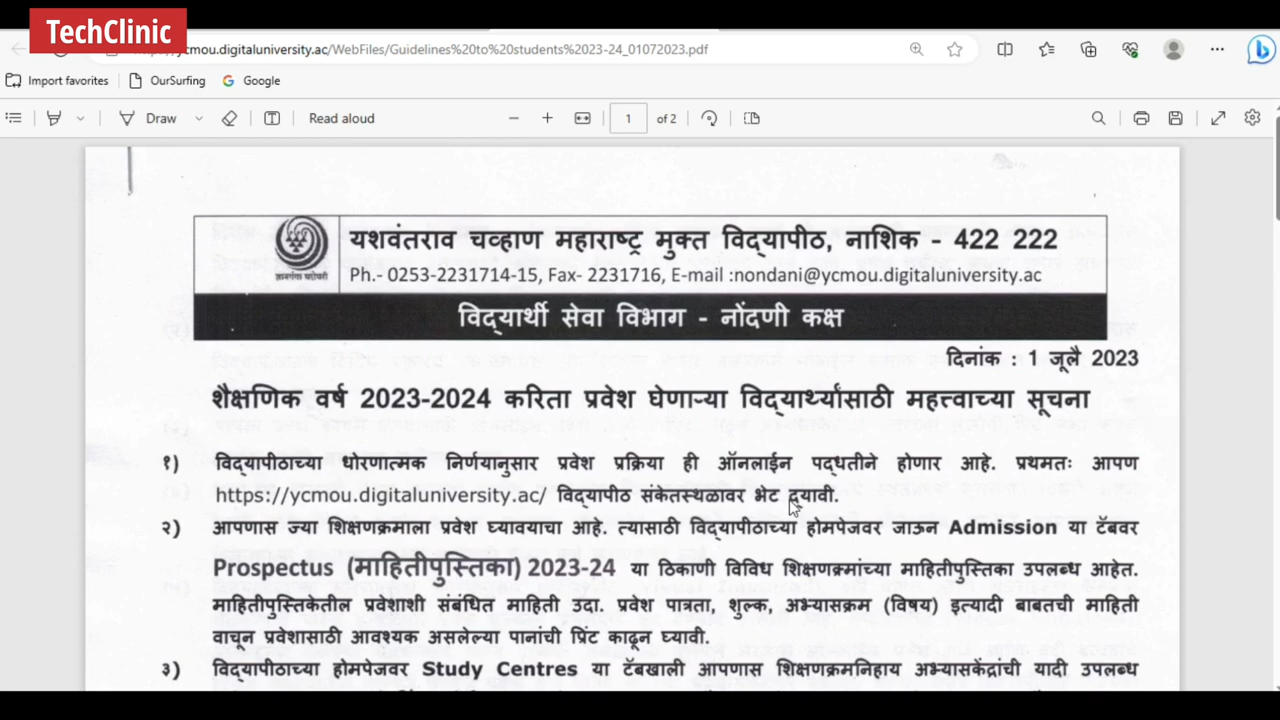 TechClinic
ycmou.digitaluniversity.ac/WebFiles/Guidelines%20to%20students%202023-24_01072023.pdf
Import favorites OurSurfing Google
Draw Read aloud 1 of 2
यशवंतराव चव्हाण महाराष्ट्र मुक्त विद्यापीठ, नाशिक - 422 222
Ph.- 0253-2231714-15, Fax- 2231716, E-mail :nondani@ycmou.digitaluniversity.ac
विद्यार्थी सेवा विभाग - नोंदणी कक्ष
दिनांक : 1 जूलै 2023
शैक्षणिक वर्ष 2023-2024 करिता प्रवेश घेणाऱ्या विद्यार्थ्यांसाठी महत्त्वाच्या सूचना
१) विद्यापीठाच्या धोरणात्मक निर्णयानुसार प्रवेश प्रक्रिया ही ऑनलाईन पद्धतीने होणार आहे. प्रथमतः आपण
https://ycmou.digitaluniversity.ac/ विद्यापीठ संकेतस्थळावर भेट द्यावी.
२) आपणास ज्या शिक्षणक्रमाला प्रवेश घ्यावयाचा आहे. त्यासाठी विद्यापीठाच्या होमपेजवर जाऊन Admission या टॅबवर
Prospectus (माहितीपुस्तिका) 2023-24 या ठिकाणी विविध शिक्षणक्रमांच्या माहितीपुस्तिका उपलब्ध आहेत.
माहितीपुस्तिकेतील प्रवेशाशी संबंधित माहिती उदा. प्रवेश पात्रता, शुल्क, अभ्यासक्रम (विषय) इत्यादी बाबतची माहिती
वाचून प्रवेशासाठी आवश्यक असलेल्या पानांची प्रिंट काढून घ्यावी.
३) विद्यापीठाच्या होमपेजवर Study Centres या टॅबखाली आपणास शिक्षणक्रमनिहाय अभ्यासकेंद्रांची यादी उपलब्ध